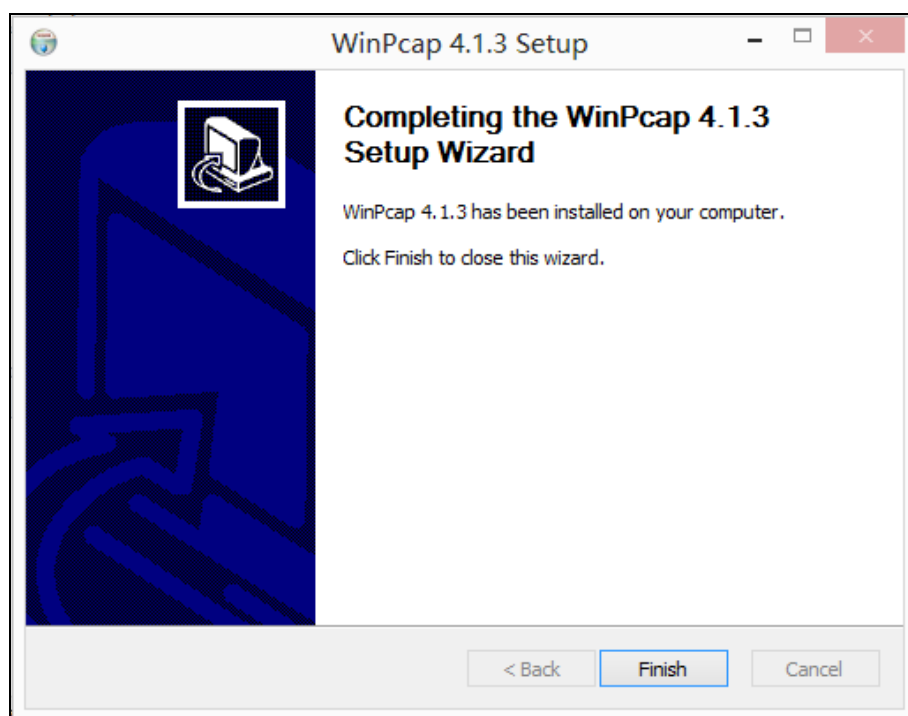 WinPcap 4.1.3 Setup
Completing the WinPcap 4.1.3
Setup Wizard
WinPcap 4.1.3 has been installed on your computer.
Click Finish to close this wizard.
< Back
Finish
Cancel